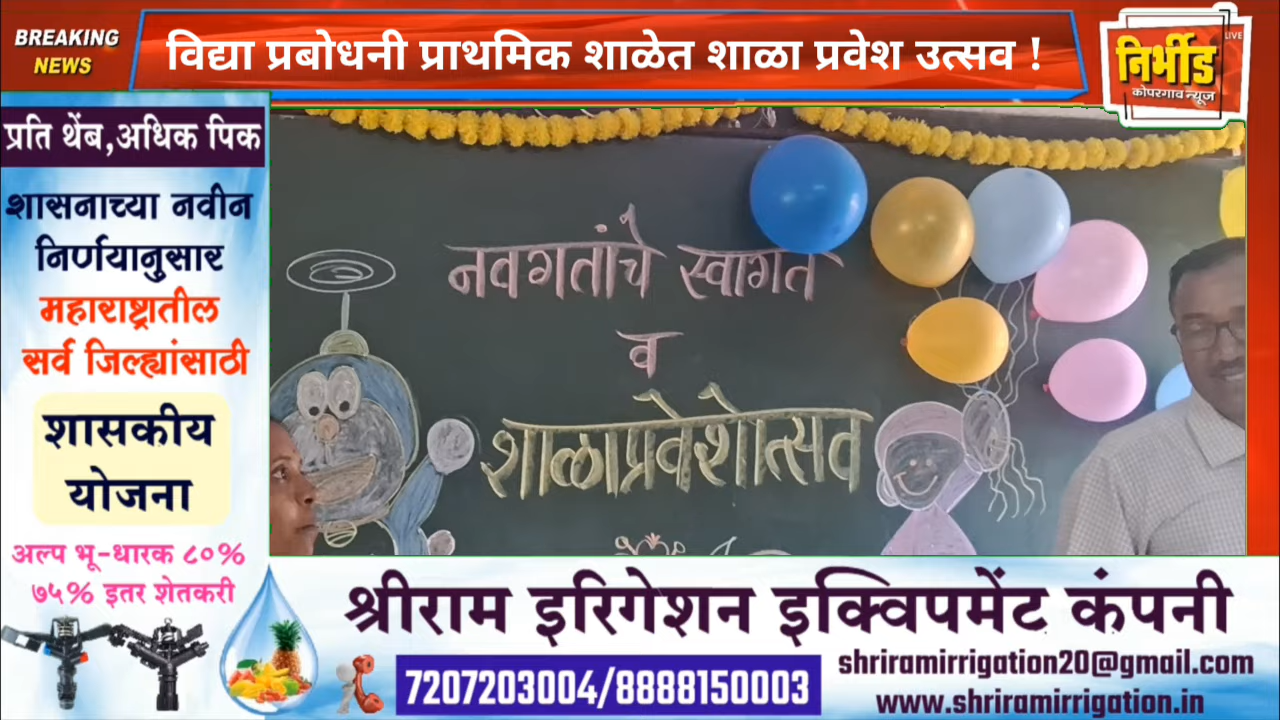 BREAKING
NEWS
विद्या प्रबोधनी प्राथमिक शाळेत शाळा प्रवेश उत्सव !
LIVE
निर्भीड
कोपरगाव न्यूज
प्रति थेंब,अधिक पिक
शासनाच्या नवीन
निर्णयानुसार
महाराष्ट्रातील
सर्व जिल्ह्यांसाठी
शासकीय
योजना
अल्प भू-धारक ८०%
७५% इतर शेतकरी
नवगतांचे स्वागत
व
शाळाप्रवेशोत्सव
श्रीराम इरिगेशन इक्विपमेंट कंपनी
7207203004/8888150003
shriramirrigation20@gmail.com
www.shriramirrigation.in